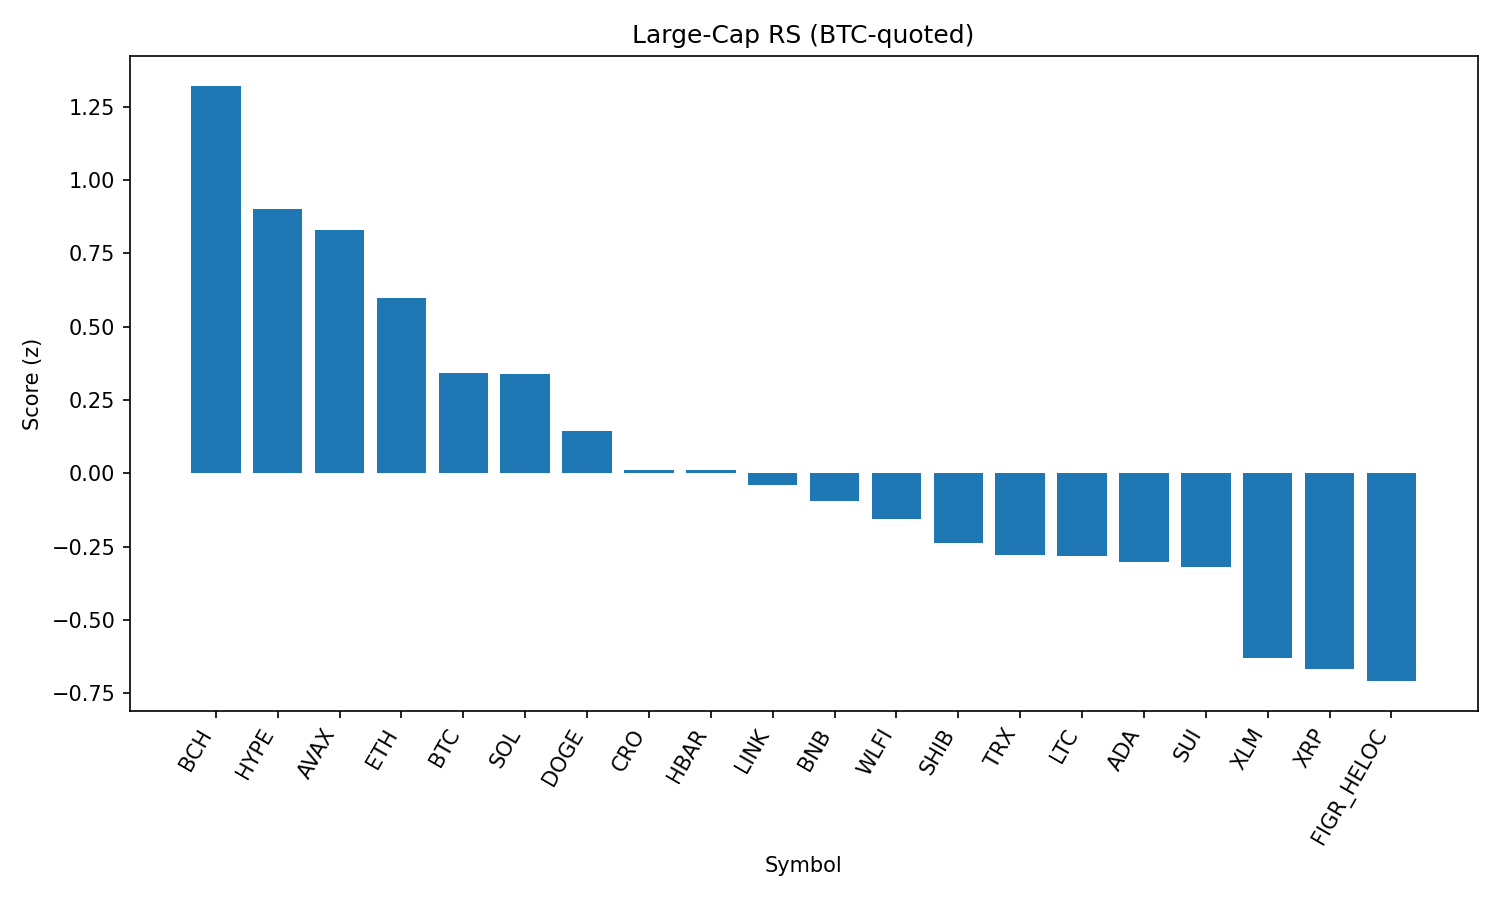 Large-Cap RS (BTC-quoted)
Score (z)
1.25
1.00
0.75
0.50
0.25
0.00
−0.25
−0.50
−0.75
BCH
HYPE
AVAX
ETH
BTC
SOL
DOGE
CRO
HBAR
LINK
BNB
WLFI
SHIB
TRX
LTC
ADA
SUI
XLM
XRP
FIGR_HELOC
Symbol